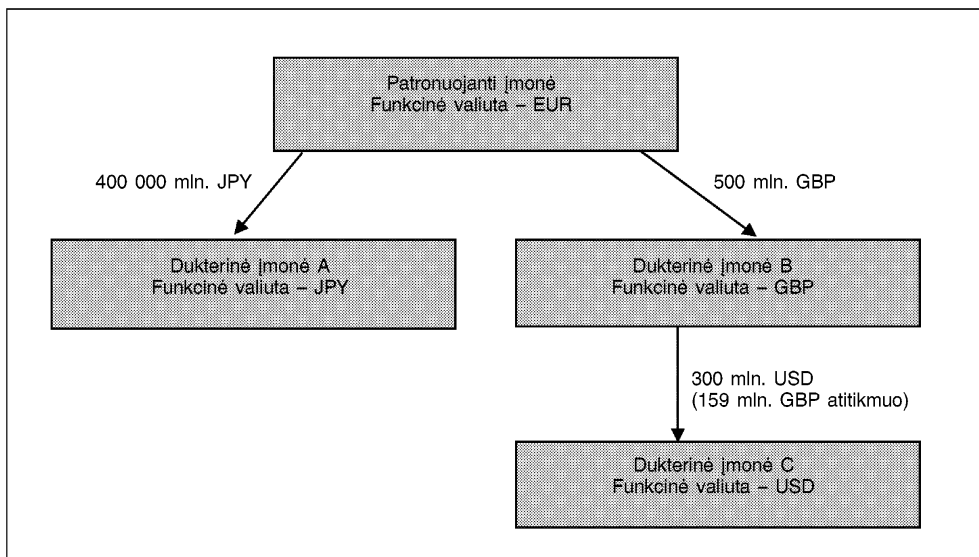 Patronuojanti įmonė
Funkcinė valiuta – EUR
400 000 mln. JPY
500 mln. GBP
Dukterinė įmonė A
Funkcinė valiuta – JPY
Dukterinė įmonė B
Funkcinė valiuta – GBP
300 mln. USD
(159 mln. GBP atitikmuo)
Dukterinė įmonė C
Funkcinė valiuta – USD